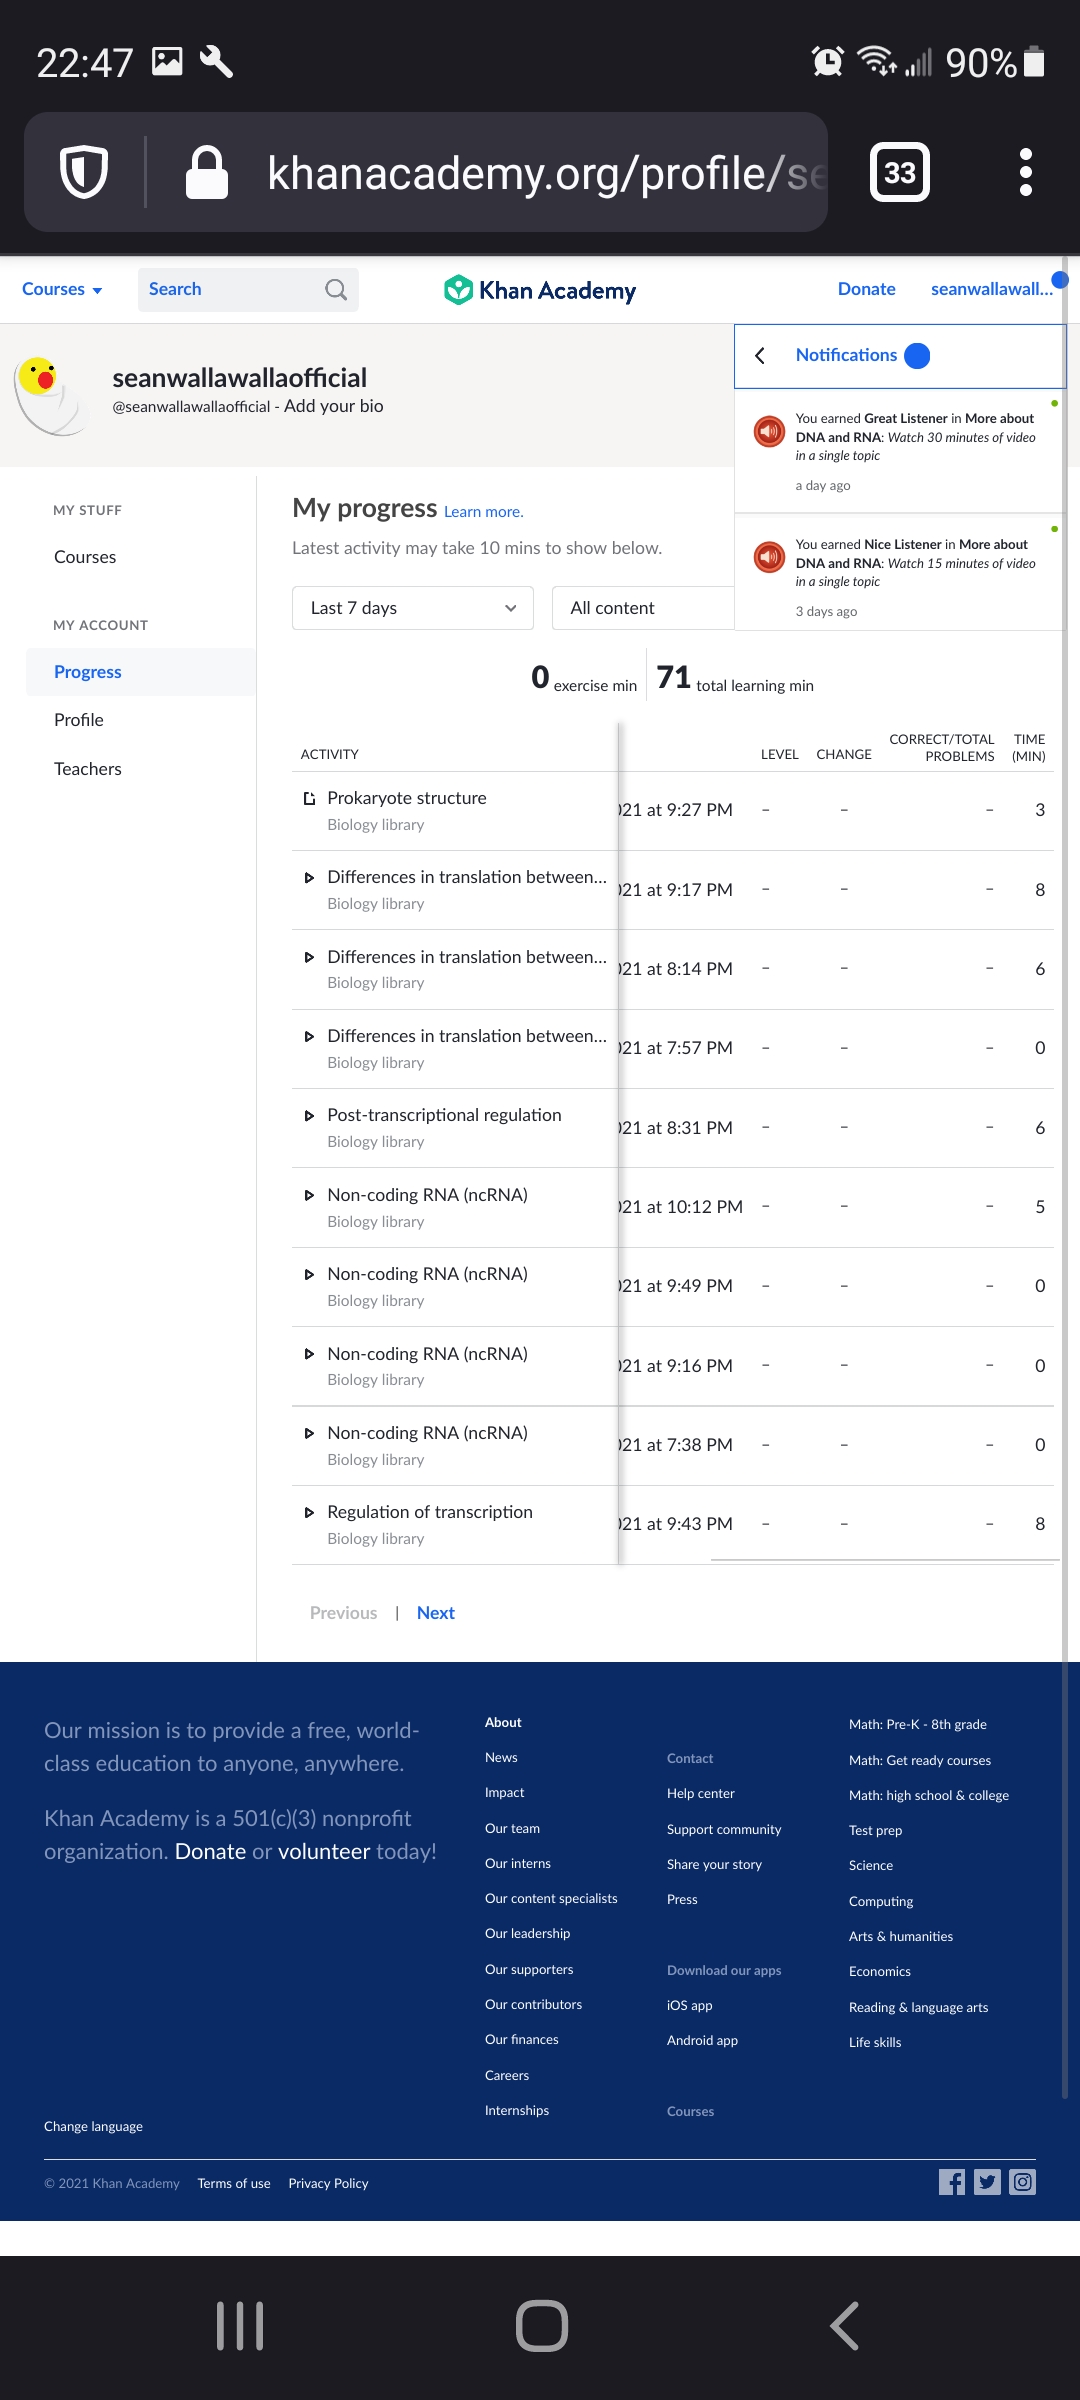 22:47
90%
khanacademy.org/profile/se
33
Courses
Search
Khan Academy
Donate
seanwallawall...
seanwallawallaofficial
@seanwallawallaofficial - Add your bio
Notifications
You earned Great Listener in More about
DNA and RNA: Watch 30 minutes of video
in a single topic
a day ago
You earned Nice Listener in More about
DNA and RNA: Watch 15 minutes of video
in a single topic
3 days ago
MY STUFF
Courses
MY ACCOUNT
Progress
Profile
Teachers
My progress Learn more.
Latest activity may take 10 mins to show below.
Last 7 days
All content
0 exercise min
71 total learning min
ACTIVITY LEVEL CHANGE CORRECT/TOTAL PROBLEMS TIME (MIN)
Prokaryote structure
Biology library
021 at 9:27 PM – – – 3
Differences in translation between...
Biology library
021 at 9:17 PM – – – 8
Differences in translation between...
Biology library
021 at 8:14 PM – – – 6
Differences in translation between...
Biology library
021 at 7:57 PM – – – 0
Post-transcriptional regulation
Biology library
021 at 8:31 PM – – – 6
Non-coding RNA (ncRNA)
Biology library
021 at 10:12 PM – – – 5
Non-coding RNA (ncRNA)
Biology library
021 at 9:49 PM – – – 0
Non-coding RNA (ncRNA)
Biology library
021 at 9:16 PM – – – 0
Non-coding RNA (ncRNA)
Biology library
021 at 7:38 PM – – – 0
Regulation of transcription
Biology library
021 at 9:43 PM – – – 8
Previous | Next
Our mission is to provide a free, world-
class education to anyone, anywhere.
Khan Academy is a 501(c)(3) nonprofit
organization. Donate or volunteer today!
Change language
About
News
Impact
Our team
Our interns
Our content specialists
Our leadership
Our supporters
Our contributors
Our finances
Careers
Internships
Contact
Help center
Support community
Share your story
Press
Download our apps
iOS app
Android app
Courses
Math: Pre-K - 8th grade
Math: Get ready courses
Math: high school & college
Test prep
Science
Computing
Arts & humanities
Economics
Reading & language arts
Life skills
© 2021 Khan Academy Terms of use Privacy Policy